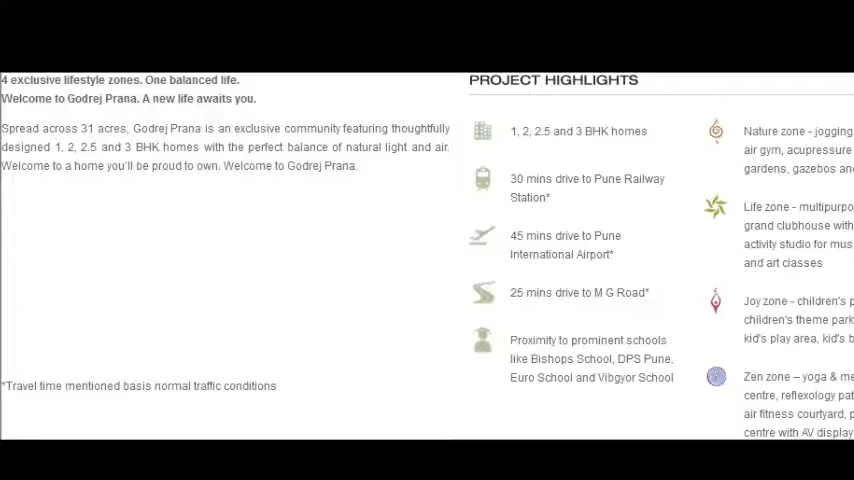 4 exclusive lifestyle zones. One balanced life.
Welcome to Godrej Prana. A new life awaits you.
Spread across 31 acres, Godrej Prana is an exclusive community featuring thoughtfully
designed 1, 2, 2.5 and 3 BHK homes with the perfect balance of natural light and air.
Welcome to a home you'll be proud to own. Welcome to Godrej Prana.
*Travel time mentioned basis normal traffic conditions
PROJECT HIGHLIGHTS
1, 2, 2.5 and 3 BHK homes
30 mins drive to Pune Railway
Station*
45 mins drive to Pune
International Airport*
25 mins drive to M G Road*
Proximity to prominent schools
like Bishops School, DPS Pune,
Euro School and Vibgyor School
Nature zone - jogging
air gym, acupressure
gardens, gazebos
Life zone -
grand clubhouse with
activity studio for
and art classes
Joy zone - children's
children's theme park
kid's play area, kid's
Zen zone – yoga &
centre, reflexology
air fitness courtyard,
centre with AV display